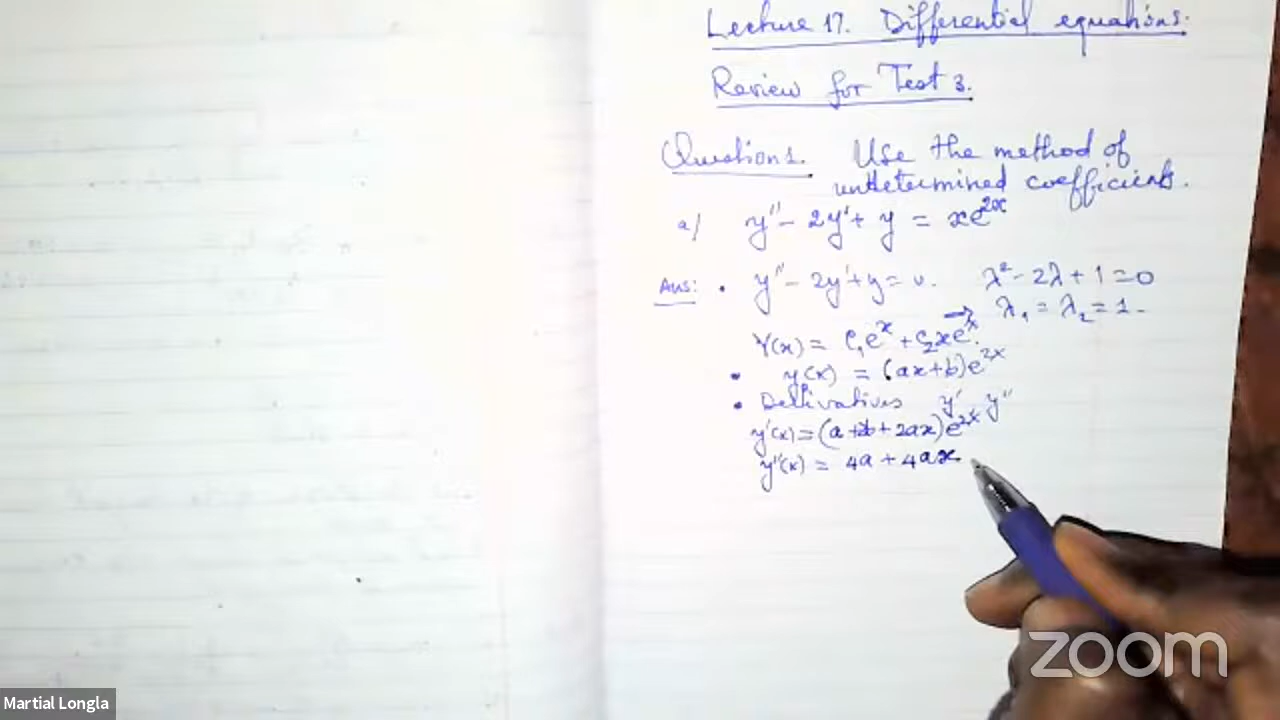 Lecture 17. Differential equations.
Review for Test 3.
Questions. Use the method of
undetermined coefficients.
a/ y'' - 2y' + y = xe^{2x}
Ans: • y'' - 2y' + y = 0. λ² - 2λ + 1 = 0
→ λ₁ = λ₂ = 1.
Y(x) = C₁e^x + C₂xe^x.
• y(x) = (ax+b)e^{2x}
• Derivatives y' y''
y'(x) = (a + 2b + 2ax)e^{2x}
y''(x) = 4a + 4ax
zoom
Martial Longla